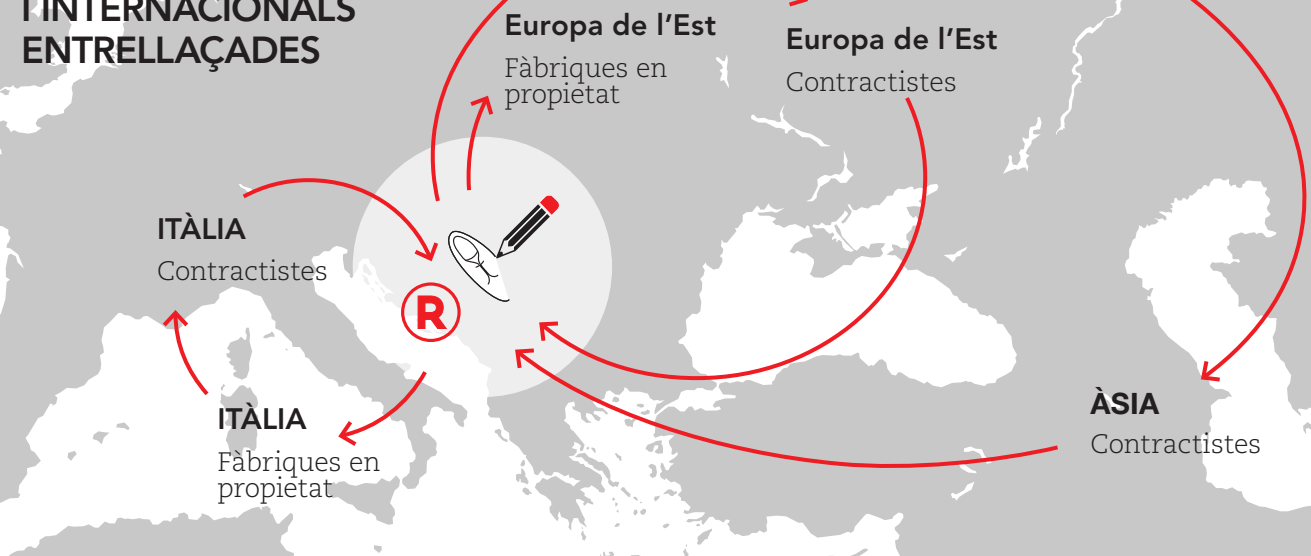 I INTERNACIONALS
ENTRELLAÇADES
Europa de l’Est
Fàbriques en
propietat
Europa de l’Est
Contractistes
ITÀLIA
Contractistes
R
ITÀLIA
Fàbriques en
propietat
ÀSIA
Contractistes